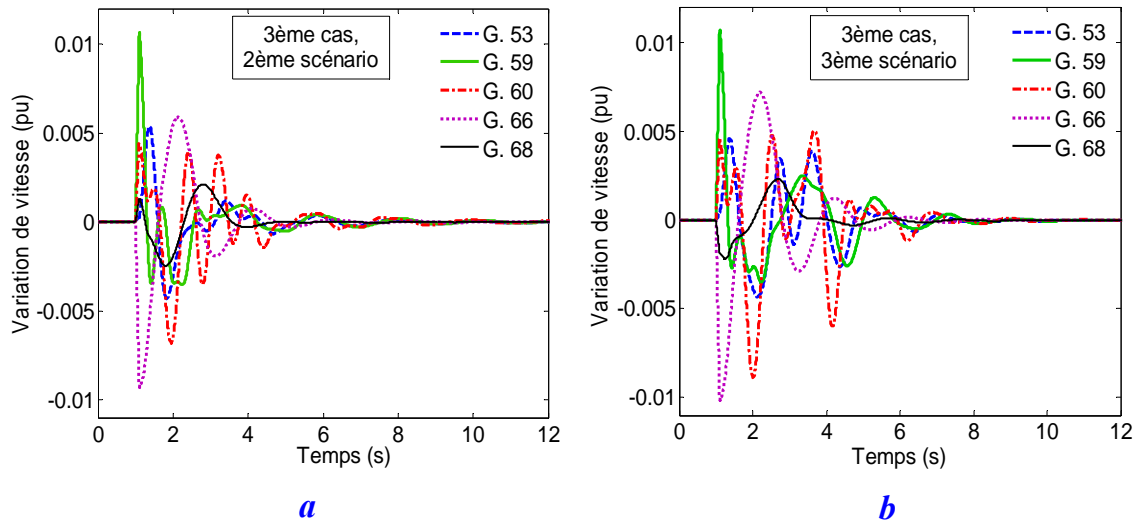 0.01
0.005
0
-0.005
-0.01
Variation de vitesse (pu)
3ème cas,
2ème scénario
G. 53
G. 59
G. 60
G. 66
G. 68
0 2 4 6 8 10 12
Temps (s)
a
0.01
0.005
0
-0.005
-0.01
Variation de vitesse (pu)
3ème cas,
3ème scénario
G. 53
G. 59
G. 60
G. 66
G. 68
0 2 4 6 8 10 12
Temps (s)
b